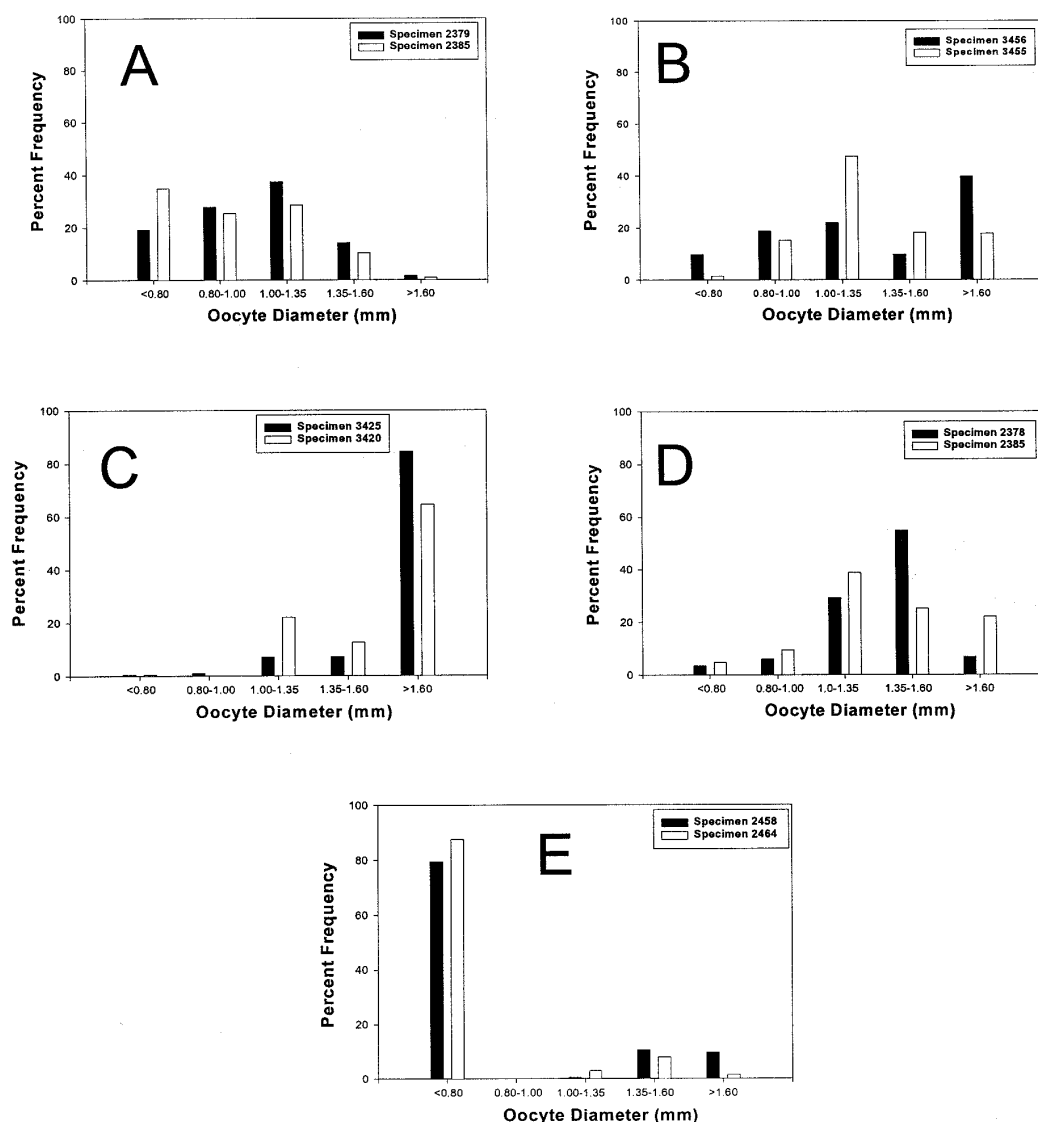 A
Specimen 2379
Specimen 2385
Percent Frequency
100
80
60
40
20
0
<0.80 0.80-1.00 1.00-1.35 1.35-1.60 >1.60
Oocyte Diameter (mm)
B
Specimen 3456
Specimen 3455
Percent Frequency
100
80
60
40
20
0
<0.80 0.80-1.00 1.00-1.35 1.35-1.60 >1.60
Oocyte Diameter (mm)
C
Specimen 3425
Specimen 3420
Percent Frequency
100
80
60
40
20
0
<0.80 0.80-1.00 1.00-1.35 1.35-1.60 >1.60
Oocyte Diameter (mm)
D
Specimen 2378
Specimen 2385
Percent Frequency
100
80
60
40
20
0
<0.80 0.80-1.00 1.0-1.35 1.35-1.60 >1.60
Oocyte Diameter (mm)
E
Specimen 2458
Specimen 2464
Percent Frequency
100
80
60
40
20
0
<0.80 0.80-1.00 1.00-1.35 1.35-1.60 >1.60
Oocyte Diameter (mm)